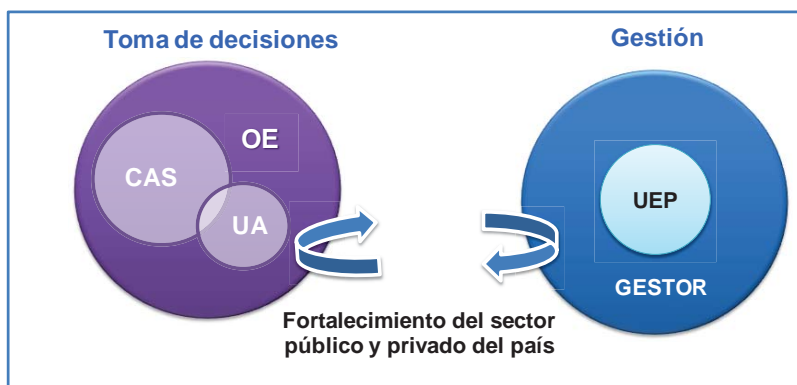 Toma de decisiones
Gestión
OE
CAS
UA
UEP
GESTOR
Fortalecimiento del sector
público y privado del país